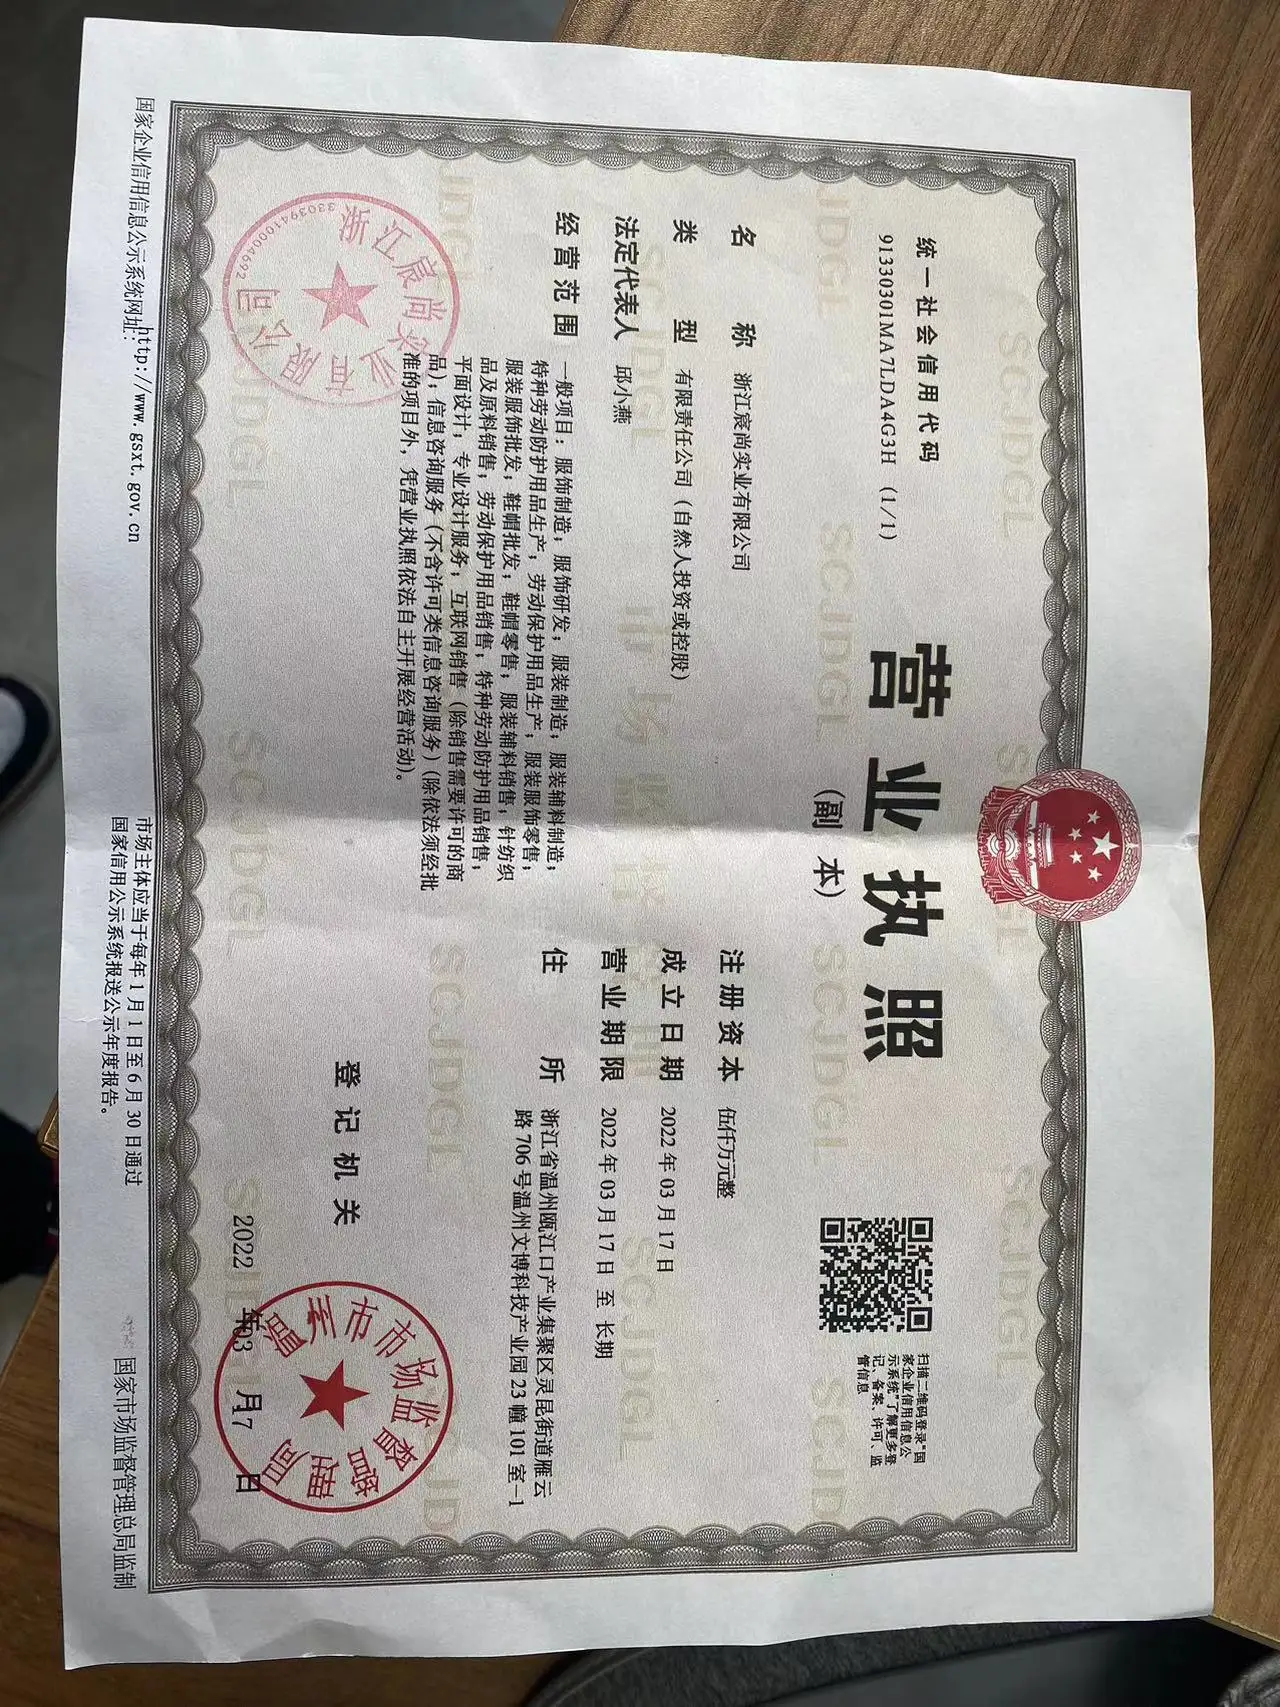 营业执照
(副 本)
统一社会信用代码
91330301MA7LDA4G3H (1/1)
扫描二维码登录"国
家企业信用信息公
示系统"了解更多登
记、备案、许可、监
管信息
名 称 浙江宸尚实业有限公司
类 型 有限责任公司(自然人投资或控股)
法定代表人 邱小燕
经营范围 一般项目:服饰制造;服饰研发;服装制造;服装辅料制造;
特种劳动防护用品生产;劳动保护用品生产;服装服饰零售;
服装服饰批发;鞋帽批发;鞋帽零售;服装辅料销售;针纺织
品及原料销售;劳动保护用品销售;特种劳动防护用品销售;
平面设计;专业设计服务;互联网销售(除销售需要许可的商
品);信息咨询服务(不含许可类信息咨询服务)(除依法须经批
准的项目外,凭营业执照依法自主开展经营活动)。
注册资本 伍仟万元整
成立日期 2022年03月17日
营业期限 2022年03月17日至长期
住 所 浙江省温州瓯江口产业集聚区灵昆街道雁云
路706号温州文博科技产业园23幢101室-1
浙江宸尚实业有限公司
33039410004692
登记机关
温州市市场监督管理局
2022 年03 月17 日
国家企业信用信息公示系统网址:http://www.gsxt.gov.cn
市场主体应当于每年1月1日至6月30日通过
国家信用公示系统报送公示年度报告。
国家市场监督管理总局监制